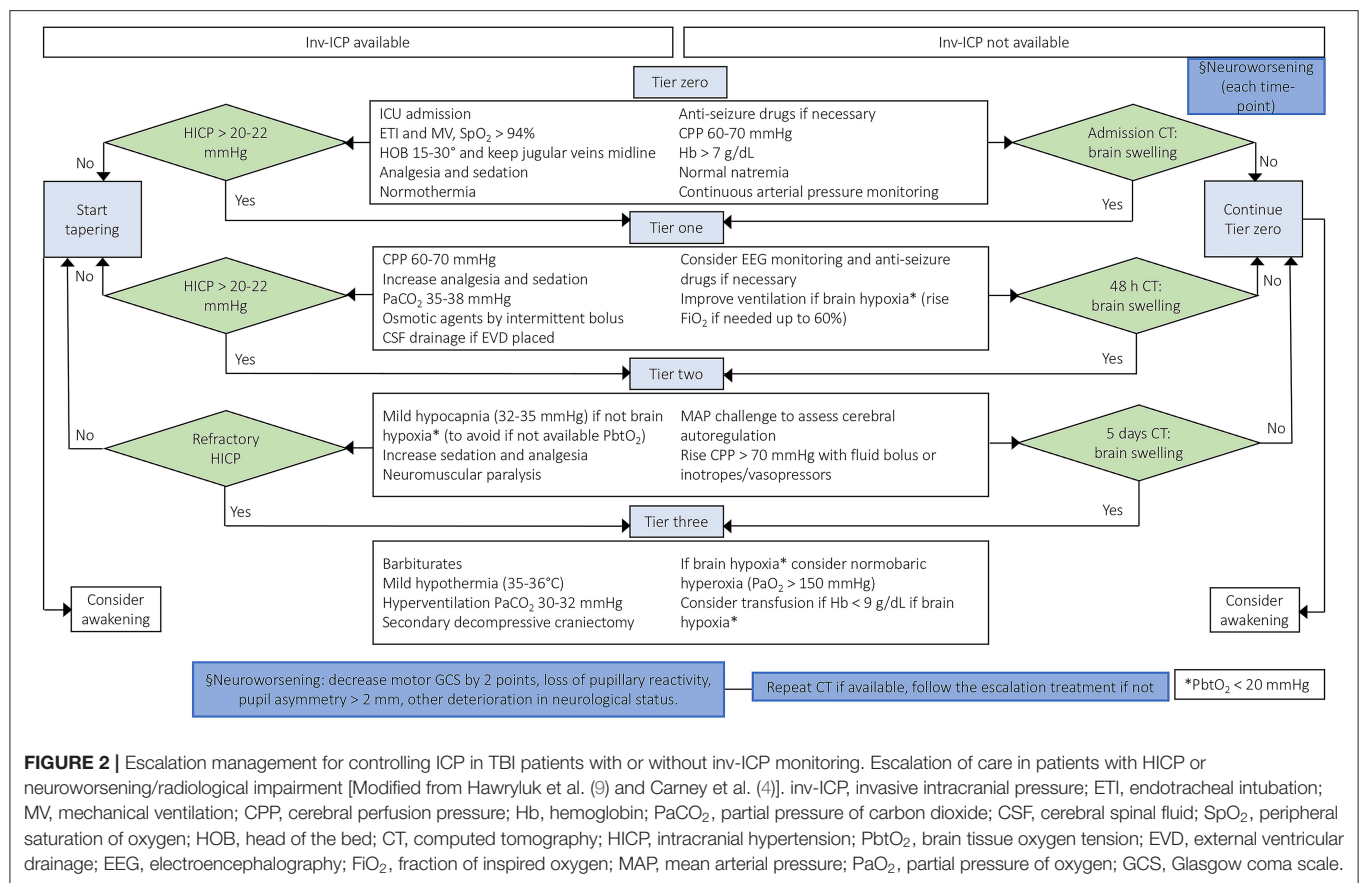 Inv-ICP available
Inv-ICP not available
Tier zero
§Neuroworsening
(each time-
point)
HICP > 20-22
mmHg
ICU admission
ETI and MV, SpO₂ > 94%
HOB 15-30° and keep jugular veins midline
Analgesia and sedation
Normothermia
Anti-seizure drugs if necessary
CPP 60-70 mmHg
Hb > 7 g/dL
Normal natremia
Continuous arterial pressure monitoring
Admission CT:
brain swelling
No
No
Yes
Yes
Start
tapering
Tier one
Continue
Tier zero
No
HICP > 20-22
mmHg
CPP 60-70 mmHg
Increase analgesia and sedation
PaCO2 35-38 mmHg
Osmotic agents by intermittent bolus
CSF drainage if EVD placed
Consider EEG monitoring and anti-seizure
drugs if necessary
Improve ventilation if brain hypoxia* (rise
FiO2 if needed up to 60%)
48 h CT:
brain swelling
No
Yes
Yes
Tier two
No
Refractory
HICP
Mild hypocapnia (32-35 mmHg) if not brain
hypoxia* (to avoid if not available PbtO2)
Increase sedation and analgesia
Neuromuscular paralysis
MAP challenge to assess cerebral
autoregulation
Rise CPP > 70 mmHg with fluid bolus or
inotropes/vasopressors
5 days CT:
brain swelling
No
Yes
Yes
Tier three
Barbiturates
Mild hypothermia (35-36°C)
Hyperventilation PaCO2 30-32 mmHg
Secondary decompressive craniectomy
If brain hypoxia* consider normobaric
hyperoxia (PaO2 > 150 mmHg)
Consider transfusion if Hb < 9 g/dL if brain
hypoxia*
Consider
awakening
Consider
awakening
§Neuroworsening: decrease motor GCS by 2 points, loss of pupillary reactivity,
pupil asymmetry > 2 mm, other deterioration in neurological status.
Repeat CT if available, follow the escalation treatment if not
*PbtO₂ < 20 mmHg
FIGURE 2 | Escalation management for controlling ICP in TBI patients with or without inv-ICP monitoring. Escalation of care in patients with HICP or
neuroworsening/radiological impairment [Modified from Hawryluk et al. (9) and Carney et al. (4)]. inv-ICP, invasive intracranial pressure; ETI, endotracheal intubation;
MV, mechanical ventilation; CPP, cerebral perfusion pressure; Hb, hemoglobin; PaCO₂, partial pressure of carbon dioxide; CSF, cerebral spinal fluid; SpO₂, peripheral
saturation of oxygen; HOB, head of the bed; CT, computed tomography; HICP, intracranial hypertension; PbtO₂, brain tissue oxygen tension; EVD, external ventricular
drainage; EEG, electroencephalography; FiO₂, fraction of inspired oxygen; MAP, mean arterial pressure; PaO₂, partial pressure of oxygen; GCS, Glasgow coma scale.